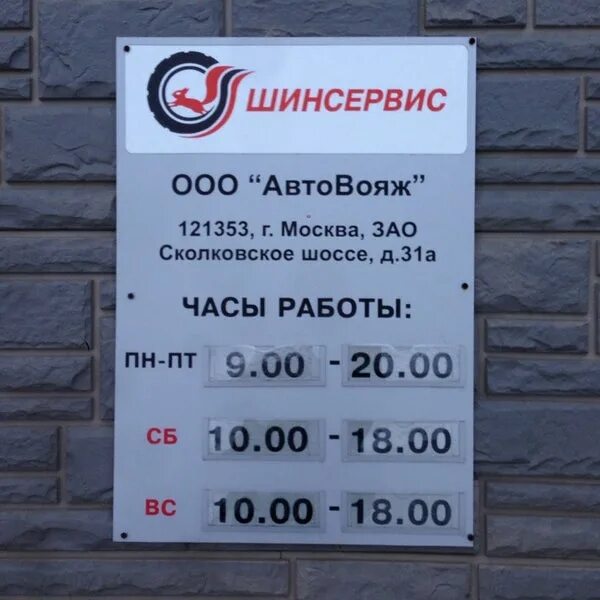 ШИНСЕРВИС
ООО "АвтоВояж"
121353, г. Москва, ЗАО
Сколковское шоссе, д.31а
ЧАСЫ РАБОТЫ:
ПН-ПТ 9.00 - 20.00
СБ 10.00 - 18.00
ВС 10.00 - 18.00